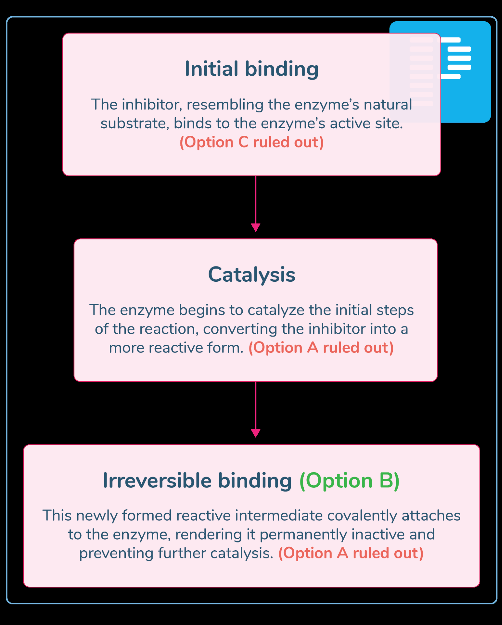 Initial binding
The inhibitor, resembling the enzyme's natural
substrate, binds to the enzyme's active site.
(Option C ruled out)
Catalysis
The enzyme begins to catalyze the initial steps
of the reaction, converting the inhibitor into a
more reactive form. (Option A ruled out)
Irreversible binding (Option B)
This newly formed reactive intermediate covalently attaches
to the enzyme, rendering it permanently inactive and
preventing further catalysis. (Option A ruled out)